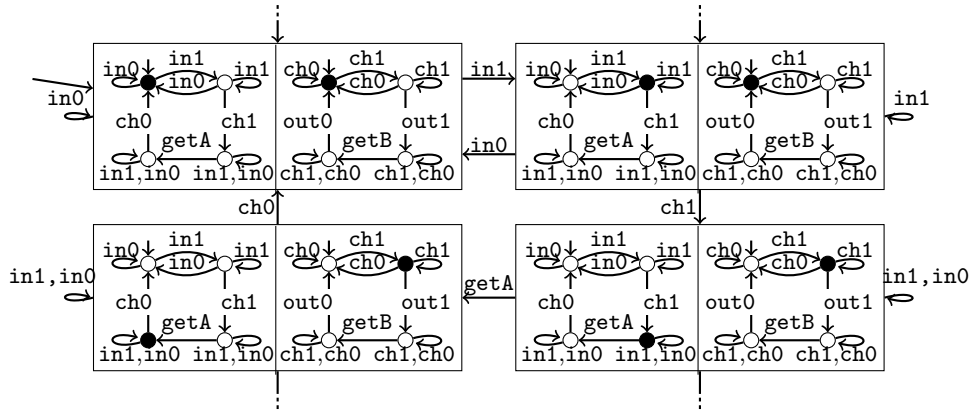 in0 in1 in1 ch0 ch1 ch1 in1 in0 in1 in1 ch0 ch1 ch1
in0 in0 ch0 in0 ch0 in1
ch0 ch1 out0 out1 ch0 ch1 out0 out1
getA getB in0 getA getB
in1,in0 in1,in0 ch1,ch0 ch1,ch0 in1,in0 in1,in0 ch1,ch0 ch1,ch0
ch0 ch1
in0 in1 in1 ch0 ch1 ch1 in0 in1 in1 ch0 ch1 ch1
in1,in0 in0 ch0 in0 ch0 in1,in0
ch0 ch1 out0 out1 getA ch0 ch1 out0 out1
getA getB getA getB
in1,in0 in1,in0 ch1,ch0 ch1,ch0 in1,in0 in1,in0 ch1,ch0 ch1,ch0